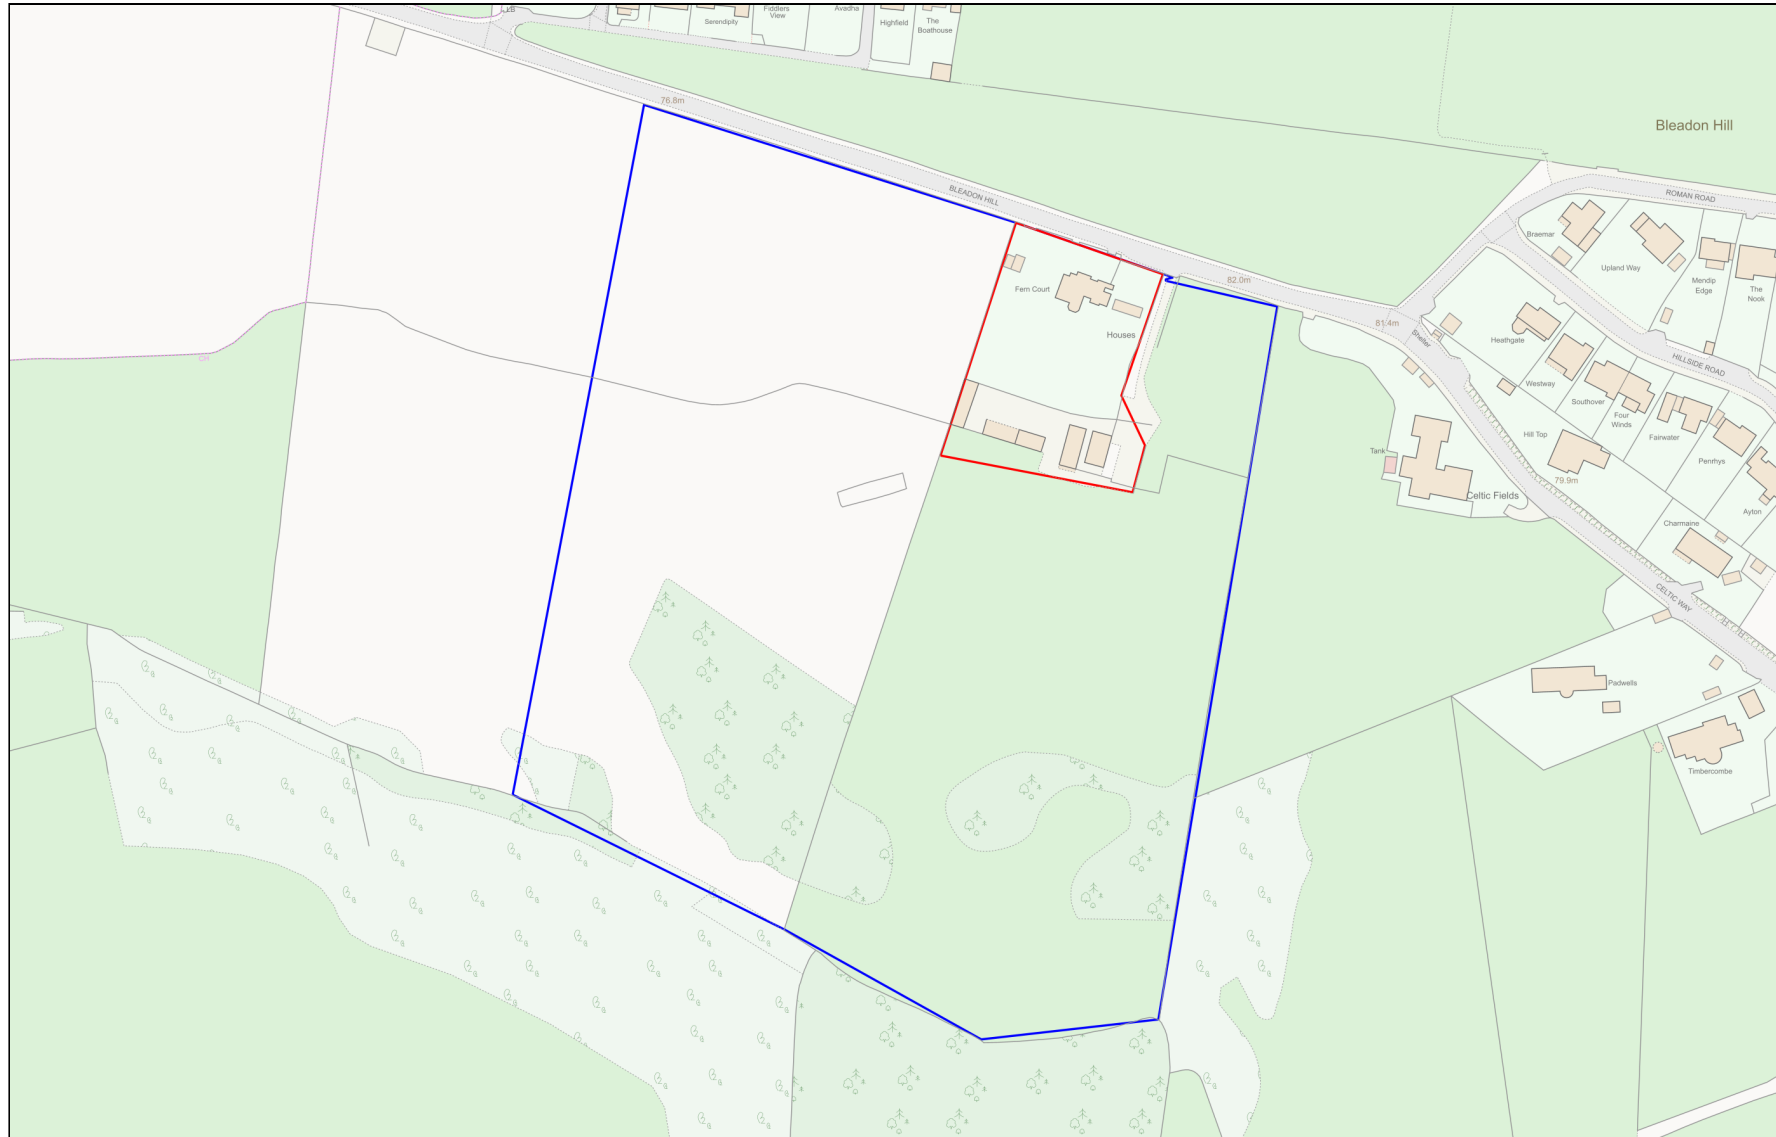 LB
Serendipity
Fiddlers
View
Avadha
Highfield
The
Boathouse
76.8m
Bleadon Hill
BLEADON HILL
ROMAN ROAD
Braemar
Upland Way
Mendip
Edge
The
Nook
Fern Court
Houses
82.0m
81.4m
Shelter
Heathgate
HILLSIDE ROAD
Westway
Southover
Four
Winds
Fairwater
Hill Top
Penrhys
Tank
79.9m
Celtic Fields
Ayton
Charmaine
CELTIC WAY
Padwells
Timbercombe